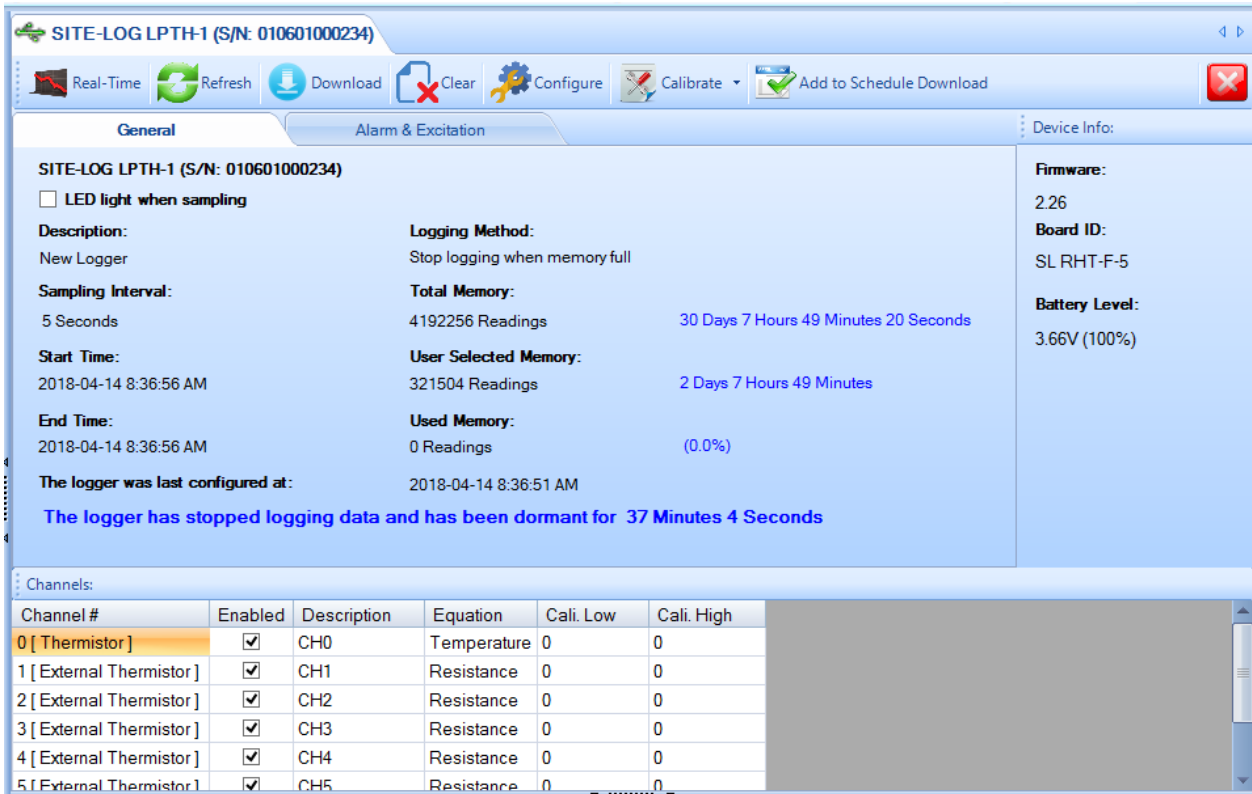 SITE-LOG LPTH-1 (S/N: 010601000234)
Real-Time Refresh Download Clear Configure Calibrate Add to Schedule Download
General Alarm & Excitation Device Info:
SITE-LOG LPTH-1 (S/N: 010601000234)
LED light when sampling
Description: Logging Method:
New Logger Stop logging when memory full
Sampling Interval: Total Memory:
5 Seconds 4192256 Readings 30 Days 7 Hours 49 Minutes 20 Seconds
Start Time: User Selected Memory:
2018-04-14 8:36:56 AM 321504 Readings 2 Days 7 Hours 49 Minutes
End Time: Used Memory:
2018-04-14 8:36:56 AM 0 Readings (0.0%)
The logger was last configured at: 2018-04-14 8:36:51 AM
The logger has stopped logging data and has been dormant for 37 Minutes 4 Seconds
Firmware:
2.26
Board ID:
SL RHT-F-5
Battery Level:
3.66V (100%)
Channels:
Channel # Enabled Description Equation Cali. Low Cali. High
0 [ Thermistor ] CH0 Temperature 0 0
1 [ External Thermistor ] CH1 Resistance 0 0
2 [ External Thermistor ] CH2 Resistance 0 0
3 [ External Thermistor ] CH3 Resistance 0 0
4 [ External Thermistor ] CH4 Resistance 0 0
5 [ External Thermistor ] CH5 Resistance 0 0